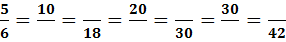 5/6 = 10/ = /18 = 20/ = /30 = 30/ = /42